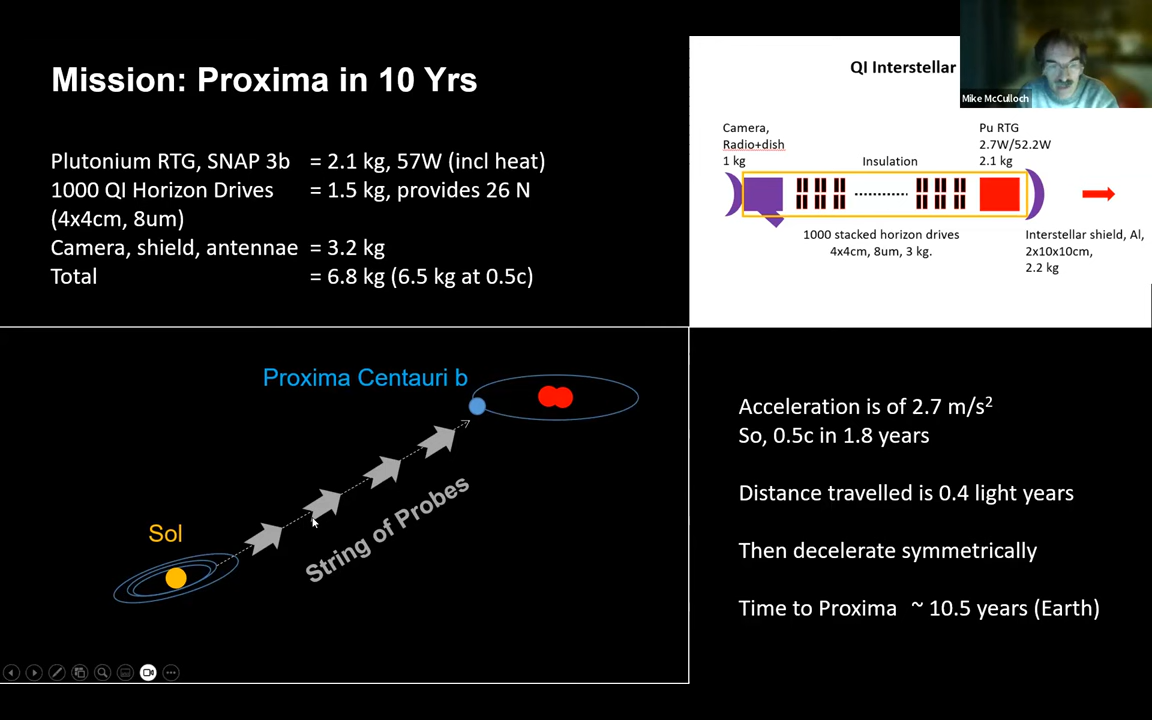 Mission: Proxima in 10 Yrs
Plutonium RTG, SNAP 3b = 2.1 kg, 57W (incl heat)
1000 QI Horizon Drives = 1.5 kg, provides 26 N
(4x4cm, 8um)
Camera, shield, antennae = 3.2 kg
Total = 6.8 kg (6.5 kg at 0.5c)
QI Interstellar
Mike McCulloch
Camera,
Radio+dish
1 kg
Insulation
Pu RTG
2.7W/52.2W
2.1 kg
1000 stacked horizon drives
4x4cm, 8um, 3 kg.
Interstellar shield, Al,
2x10x10cm,
2.2 kg
Proxima Centauri b
Sol
String of Probes
Acceleration is of 2.7 m/s²
So, 0.5c in 1.8 years
Distance travelled is 0.4 light years
Then decelerate symmetrically
Time to Proxima ~ 10.5 years (Earth)